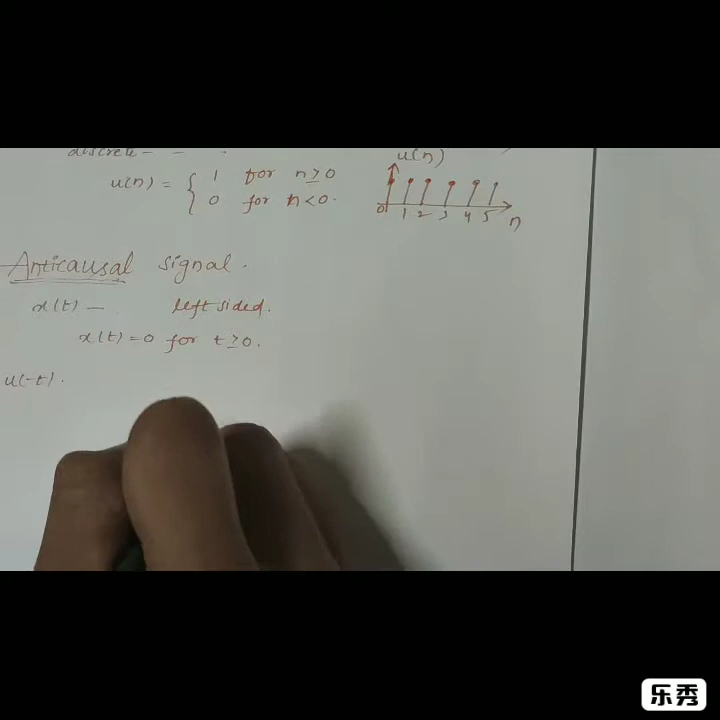 discrete - - .
u(n)
u(n) = { 1 for n ≥ 0
0 for n < 0.
0 1 2 3 4 5 n
Anticausal signal.
x(t) — left sided.
x(t) = 0 for t ≥ 0.
u(-t).
乐秀